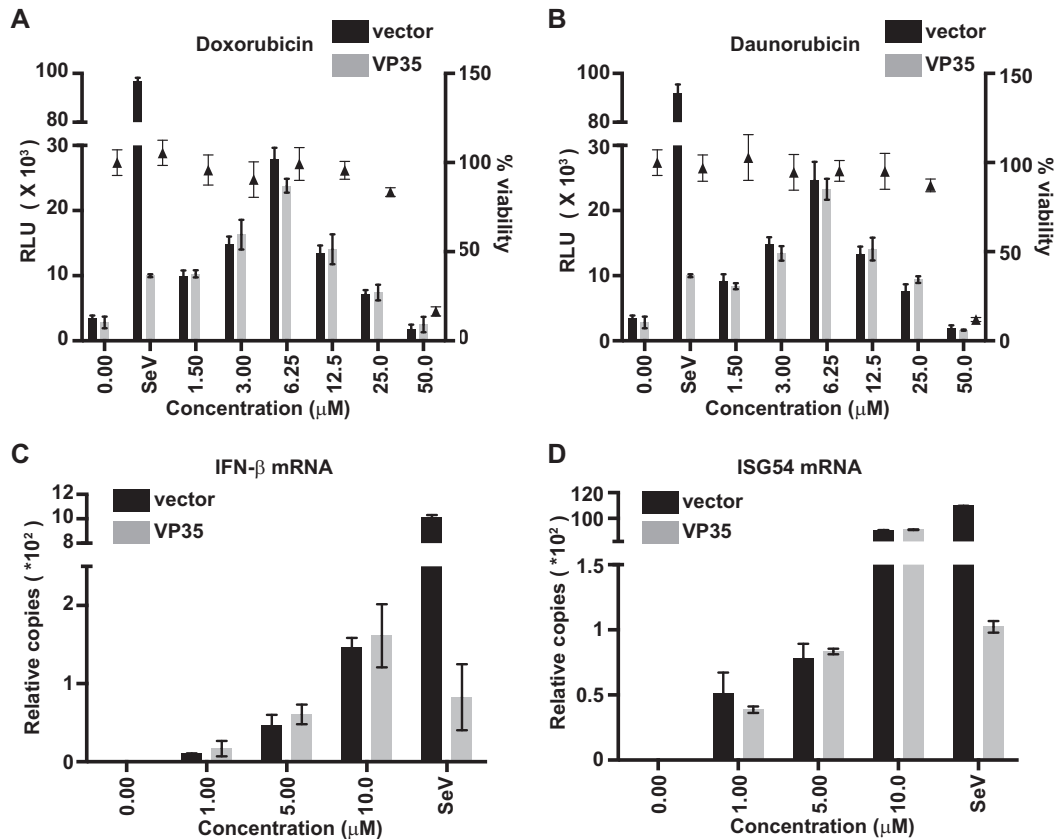 A
Doxorubicin
vector
VP35
100
80
30
20
10
0
RLU ( X 10³)
150
100
50
0
% viability
0.00 SeV 1.50 3.00 6.25 12.5 25.0 50.0
Concentration (μM)
B
Daunorubicin
vector
VP35
100
80
30
20
10
0
RLU ( X 10³)
150
100
50
0
% viability
0.00 SeV 1.50 3.00 6.25 12.5 25.0 50.0
Concentration (μM)
C
IFN-β mRNA
vector
VP35
12
10
8
2
1
0
Relative copies ( *10²)
0.00 1.00 5.00 10.0 SeV
Concentration (μM)
D
ISG54 mRNA
vector
VP35
120
100
1.5
1
0.5
0
Relative copies ( *10²)
0.00 1.00 5.00 10.0 SeV
Concentration (μM)